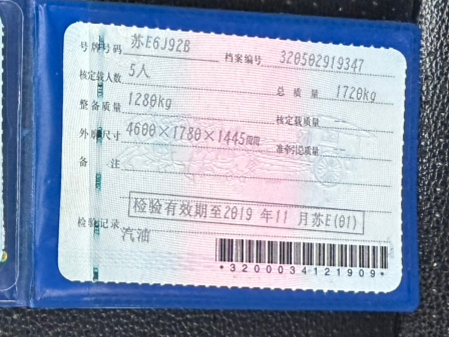 号牌号码 苏E6J92B 档案编号 320502919347
核定载人数 5人 总质量 1720kg
整备质量 1280kg 核定载质量
外廓尺寸 4600×1780×1445mm 准牵引总质量
备注
检验有效期至2019年11月苏E(01)
检验记录
汽油
*3200034121909*